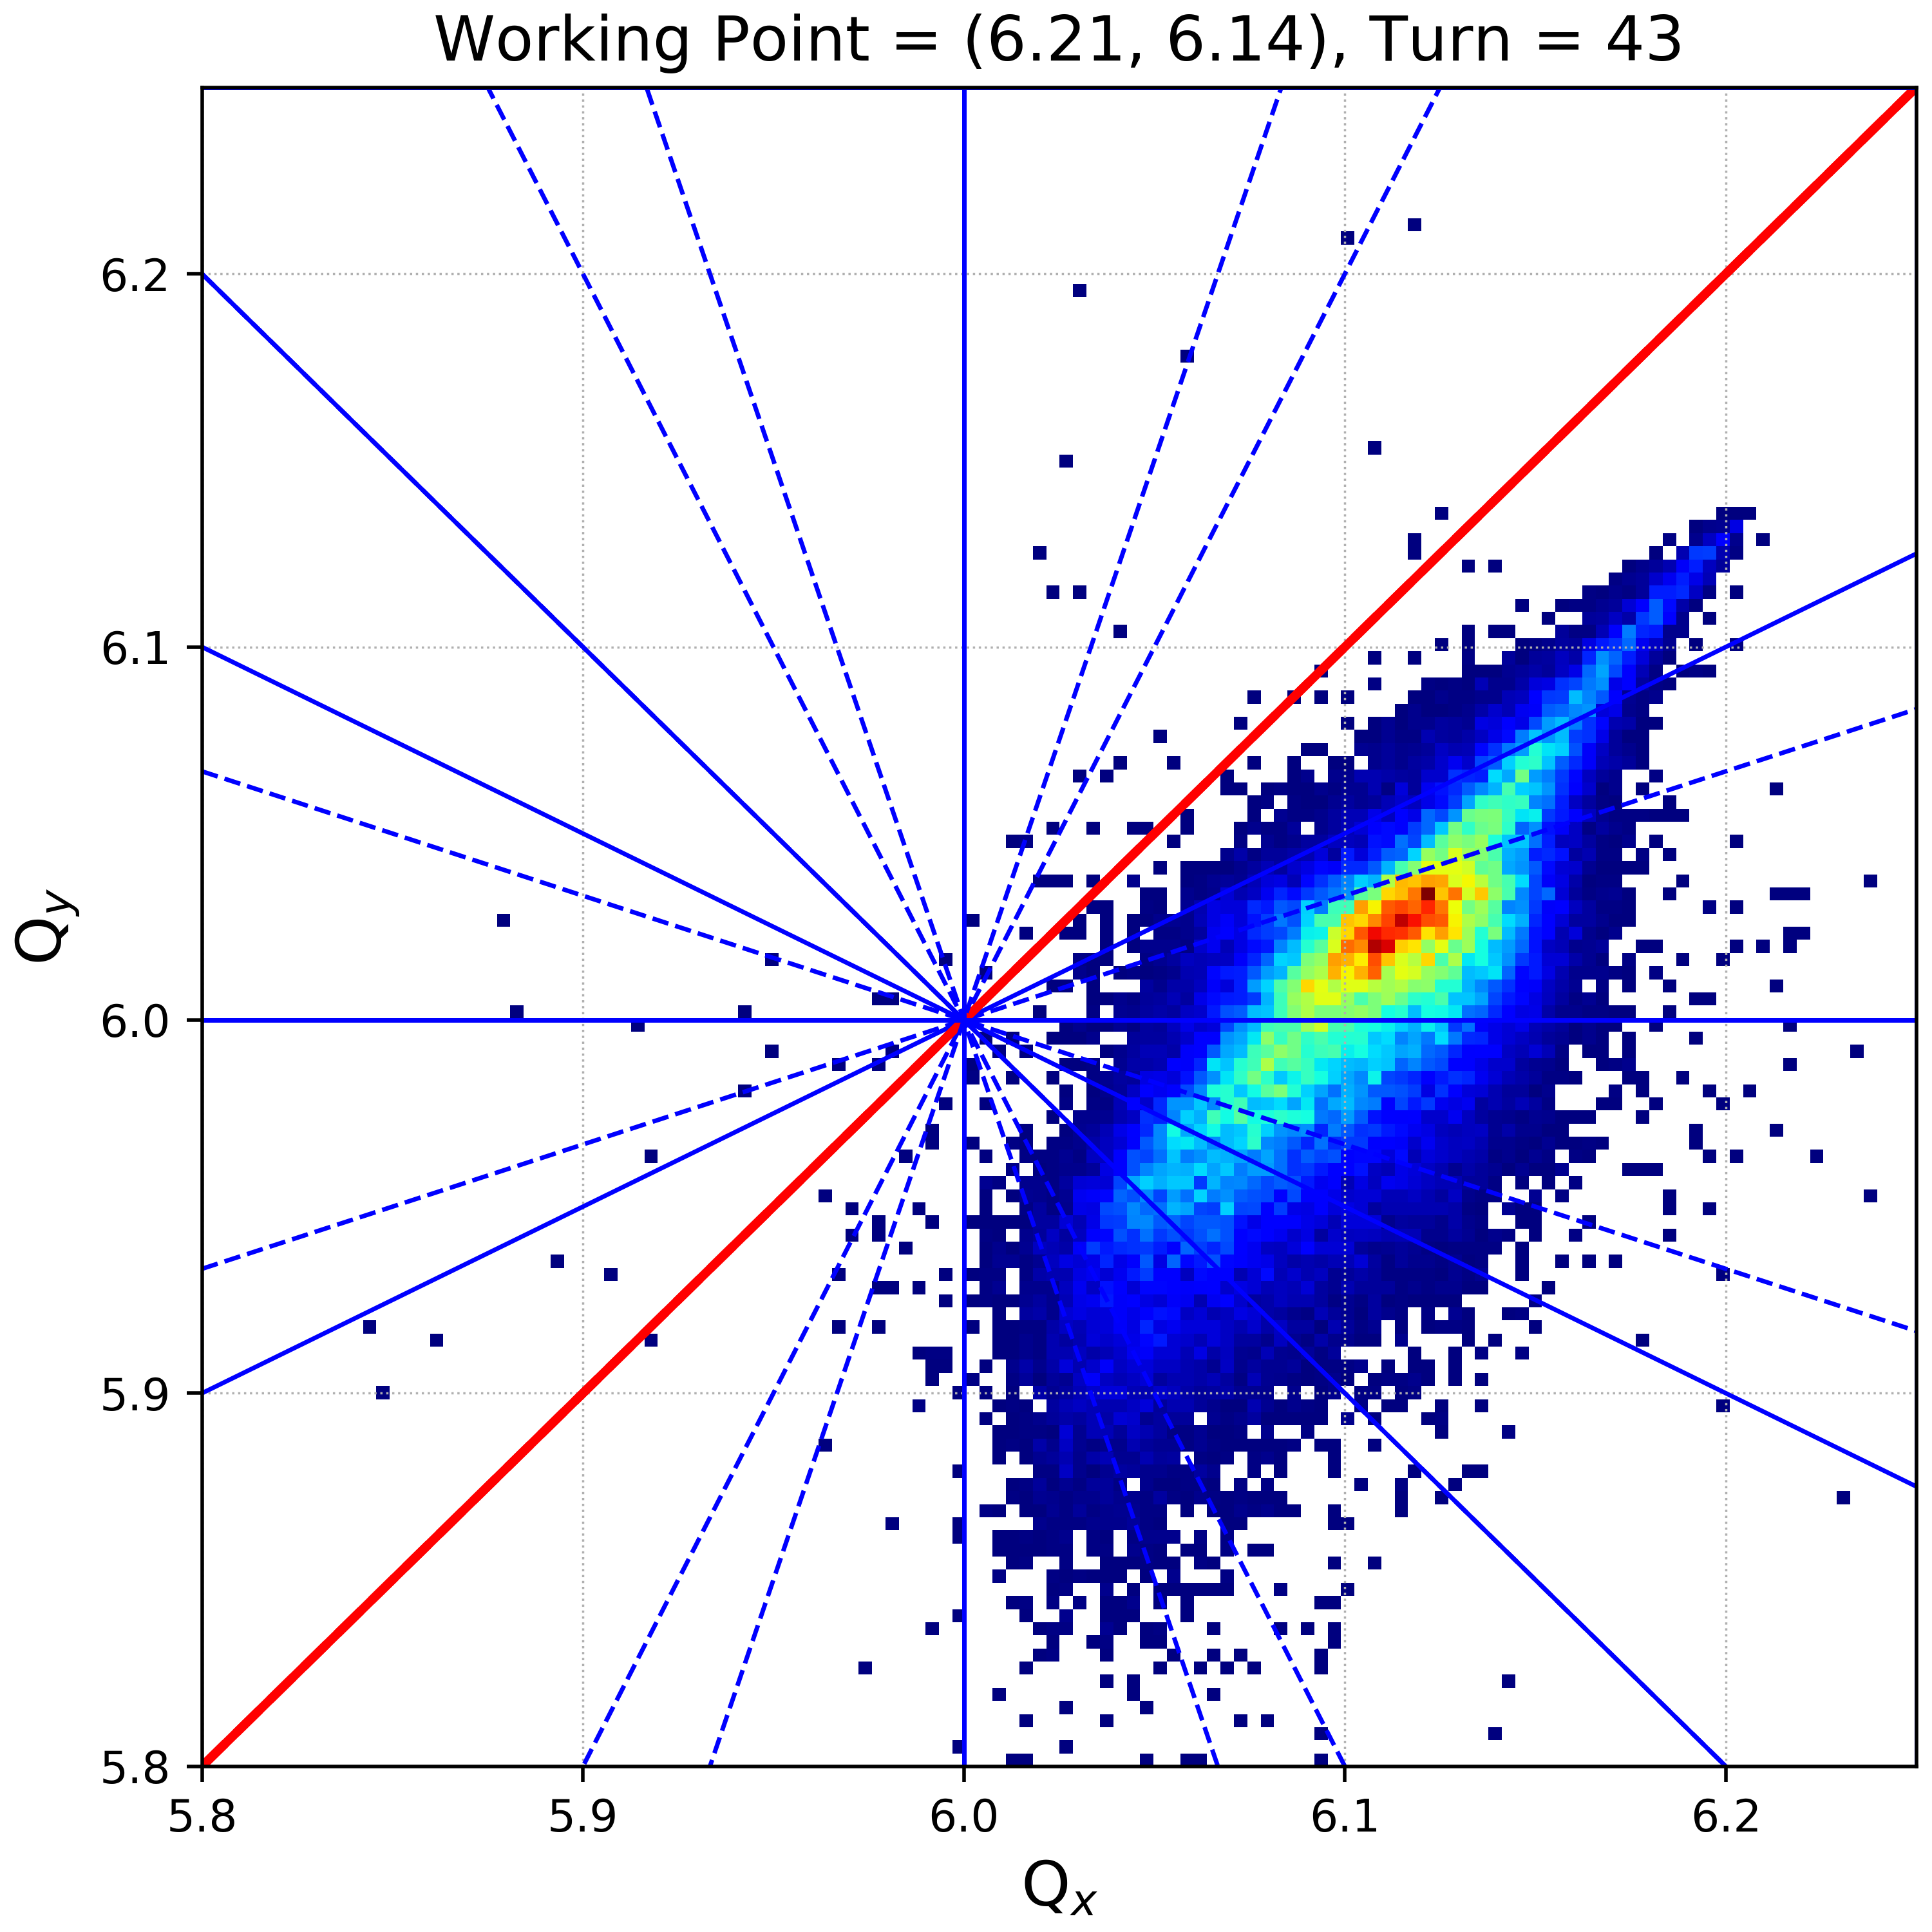 Working Point = (6.21, 6.14), Turn = 43
6.2
6.1
6.0
5.9
5.8
Qy
5.8 5.9 6.0 6.1 6.2
Qx